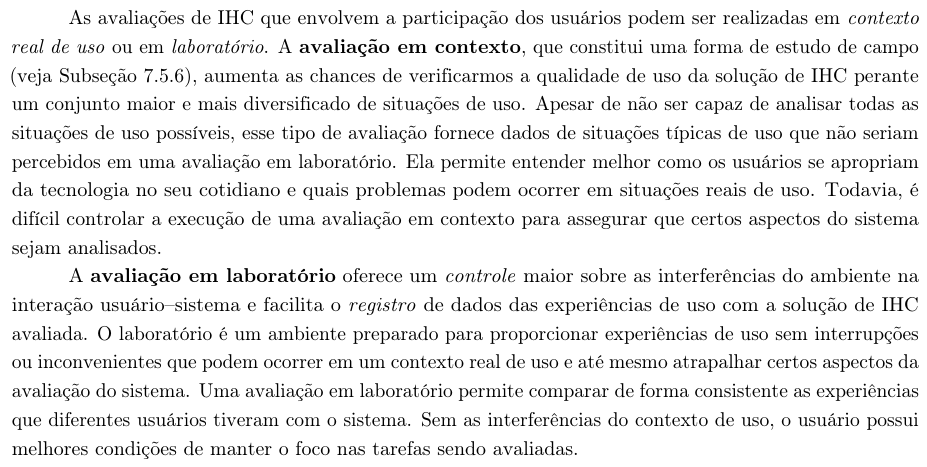 As avaliações de IHC que envolvem a participação dos usuários podem ser realizadas em contexto
real de uso ou em laboratório. A avaliação em contexto, que constitui uma forma de estudo de campo
(veja Subseção 7.5.6), aumenta as chances de verificarmos a qualidade de uso da solução de IHC perante
um conjunto maior e mais diversificado de situações de uso. Apesar de não ser capaz de analisar todas as
situações de uso possíveis, esse tipo de avaliação fornece dados de situações típicas de uso que não seriam
percebidos em uma avaliação em laboratório. Ela permite entender melhor como os usuários se apropriam
da tecnologia no seu cotidiano e quais problemas podem ocorrer em situações reais de uso. Todavia, é
difícil controlar a execução de uma avaliação em contexto para assegurar que certos aspectos do sistema
sejam analisados.
A avaliação em laboratório oferece um controle maior sobre as interferências do ambiente na
interação usuário–sistema e facilita o registro de dados das experiências de uso com a solução de IHC
avaliada. O laboratório é um ambiente preparado para proporcionar experiências de uso sem interrupções
ou inconvenientes que podem ocorrer em um contexto real de uso e até mesmo atrapalhar certos aspectos da
avaliação do sistema. Uma avaliação em laboratório permite comparar de forma consistente as experiências
que diferentes usuários tiveram com o sistema. Sem as interferências do contexto de uso, o usuário possui
melhores condições de manter o foco nas tarefas sendo avaliadas.